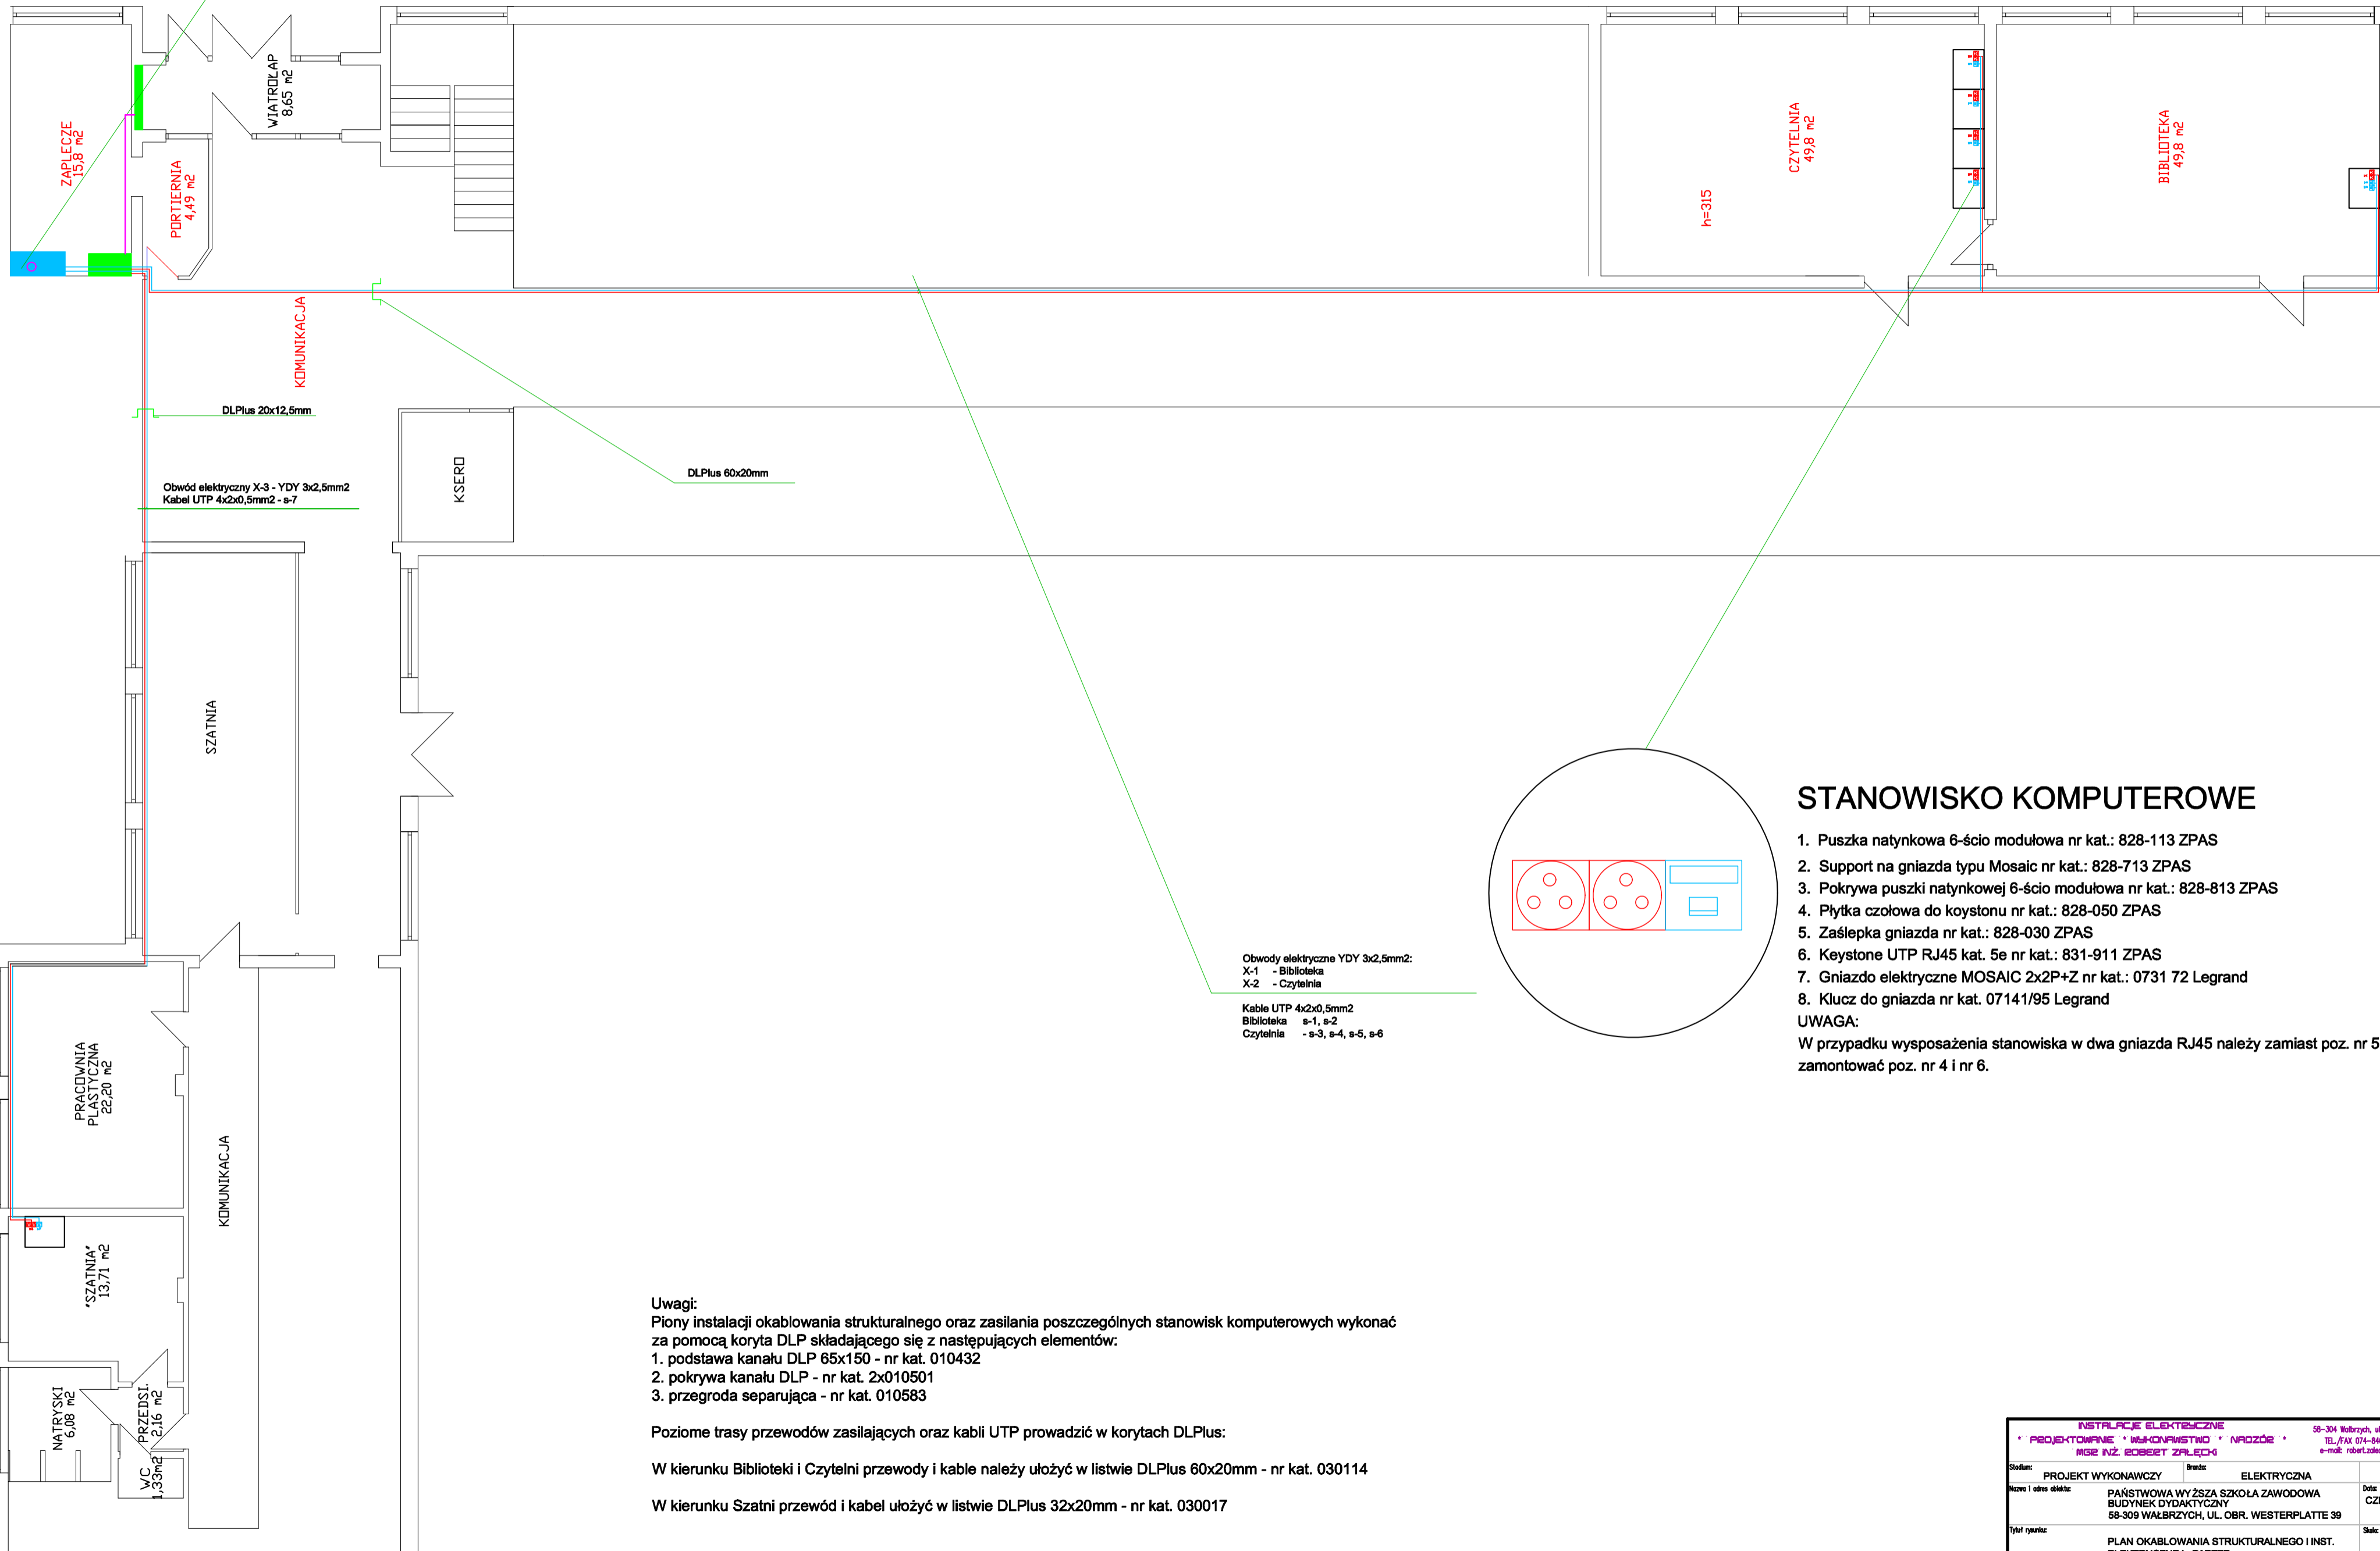 WIATROŁAP
8,65 m2
ZAPLECZE
15,8 m2
PORTIERNIA
4,49 m2
KOMUNIKACJA
CZYTELNIA
49,8 m2
h=315
BIBLIOTEKA
49,8 m2
DLPlus 20x12,5mm
DLPlus 60x20mm
Obwód elektryczny X-3 - YDY 3x2,5mm2
Kabel UTP 4x2x0,5mm2 - s-7
KSERO
SZATNIA
STANOWISKO KOMPUTEROWE
1. Puszka natynkowa 6-ścio modułowa nr kat.: 828-113 ZPAS
2. Support na gniazda typu Mosaic nr kat.: 828-713 ZPAS
3. Pokrywa puszki natynkowej 6-ścio modułowa nr kat.: 828-813 ZPAS
4. Płytka czołowa do koystonu nr kat.: 828-050 ZPAS
5. Zaślepka gniazda nr kat.: 828-030 ZPAS
6. Keystone UTP RJ45 kat. 5e nr kat.: 831-911 ZPAS
7. Gniazdo elektryczne MOSAIC 2x2P+Z nr kat.: 0731 72 Legrand
8. Klucz do gniazda nr kat. 07141/95 Legrand
UWAGA:
W przypadku wysposażenia stanowiska w dwa gniazda RJ45 należy zamiast poz. nr 5
zamontować poz. nr 4 i nr 6.
Obwody elektryczne YDY 3x2,5mm2:
X-1 - Biblioteka
X-2 - Czytelnia
Kable UTP 4x2x0,5mm2
Biblioteka s-1, s-2
Czytelnia - s-3, s-4, s-5, s-6
PRACOWNIA
PLASTYCZNA
22,20 m2
KOMUNIKACJA
"SZATNIA"
13,71 m2
NATRYSKI
6,08 m2
PRZEDSI.
2,16 m2
WC
1,33m2
Uwagi:
Piony instalacji okablowania strukturalnego oraz zasilania poszczególnych stanowisk komputerowych wykonać
za pomocą koryta DLP składającego się z następujących elementów:
1. podstawa kanału DLP 65x150 - nr kat. 010432
2. pokrywa kanału DLP - nr kat. 2x010501
3. przegroda separująca - nr kat. 010583
Poziome trasy przewodów zasilających oraz kabli UTP prowadzić w korytach DLPlus:
W kierunku Biblioteki i Czytelni przewody i kable należy ułożyć w listwie DLPlus 60x20mm - nr kat. 030114
W kierunku Szatni przewód i kabel ułożyć w listwie DLPlus 32x20mm - nr kat. 030017
INSTALACJE ELEKTRYCZNE
* PROJEKTOWANIE * WYKONAWSTWO * NADZÓR *
MGR INŻ. ROBERT ZAŁĘCKI
58-304 Wałbrzych,
TEL./FAX 074-
e-mail:
Stadium:
PROJEKT WYKONAWCZY
Branża:
ELEKTRYCZNA
Nazwa i adres obiektu:
PAŃSTWOWA WYŻSZA SZKOŁA ZAWODOWA
BUDYNEK DYDAKTYCZNY
58-309 WAŁBRZYCH, UL. OBR. WESTERPLATTE 39
Data:
Tytuł rysunku:
PLAN OKABLOWANIA STRUKTURALNEGO I INST.
Skala: